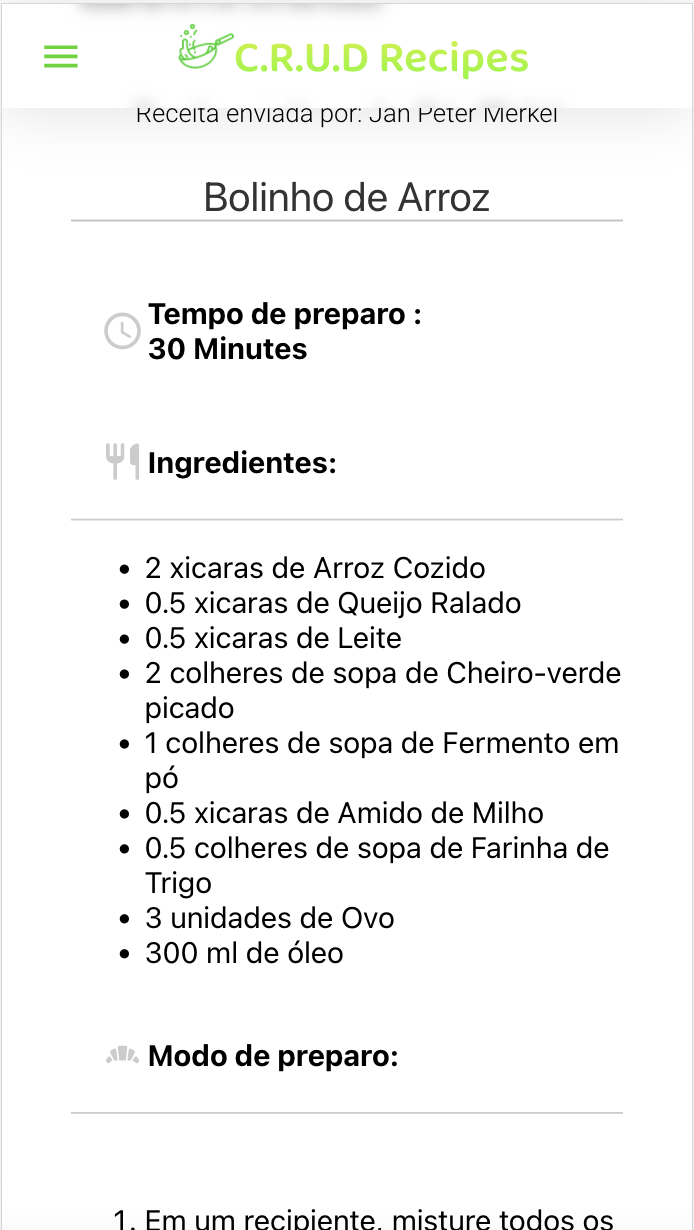 C.R.U.D Recipes
Receita enviada por: Jan Peter Merkel
Bolinho de Arroz
Tempo de preparo :
30 Minutes
Ingredientes:
• 2 xicaras de Arroz Cozido
• 0.5 xicaras de Queijo Ralado
• 0.5 xicaras de Leite
• 2 colheres de sopa de Cheiro-verde
picado
• 1 colheres de sopa de Fermento em
pó
• 0.5 xicaras de Amido de Milho
• 0.5 colheres de sopa de Farinha de
Trigo
• 3 unidades de Ovo
• 300 ml de óleo
Modo de preparo:
1. Em um recipiente, misture todos os